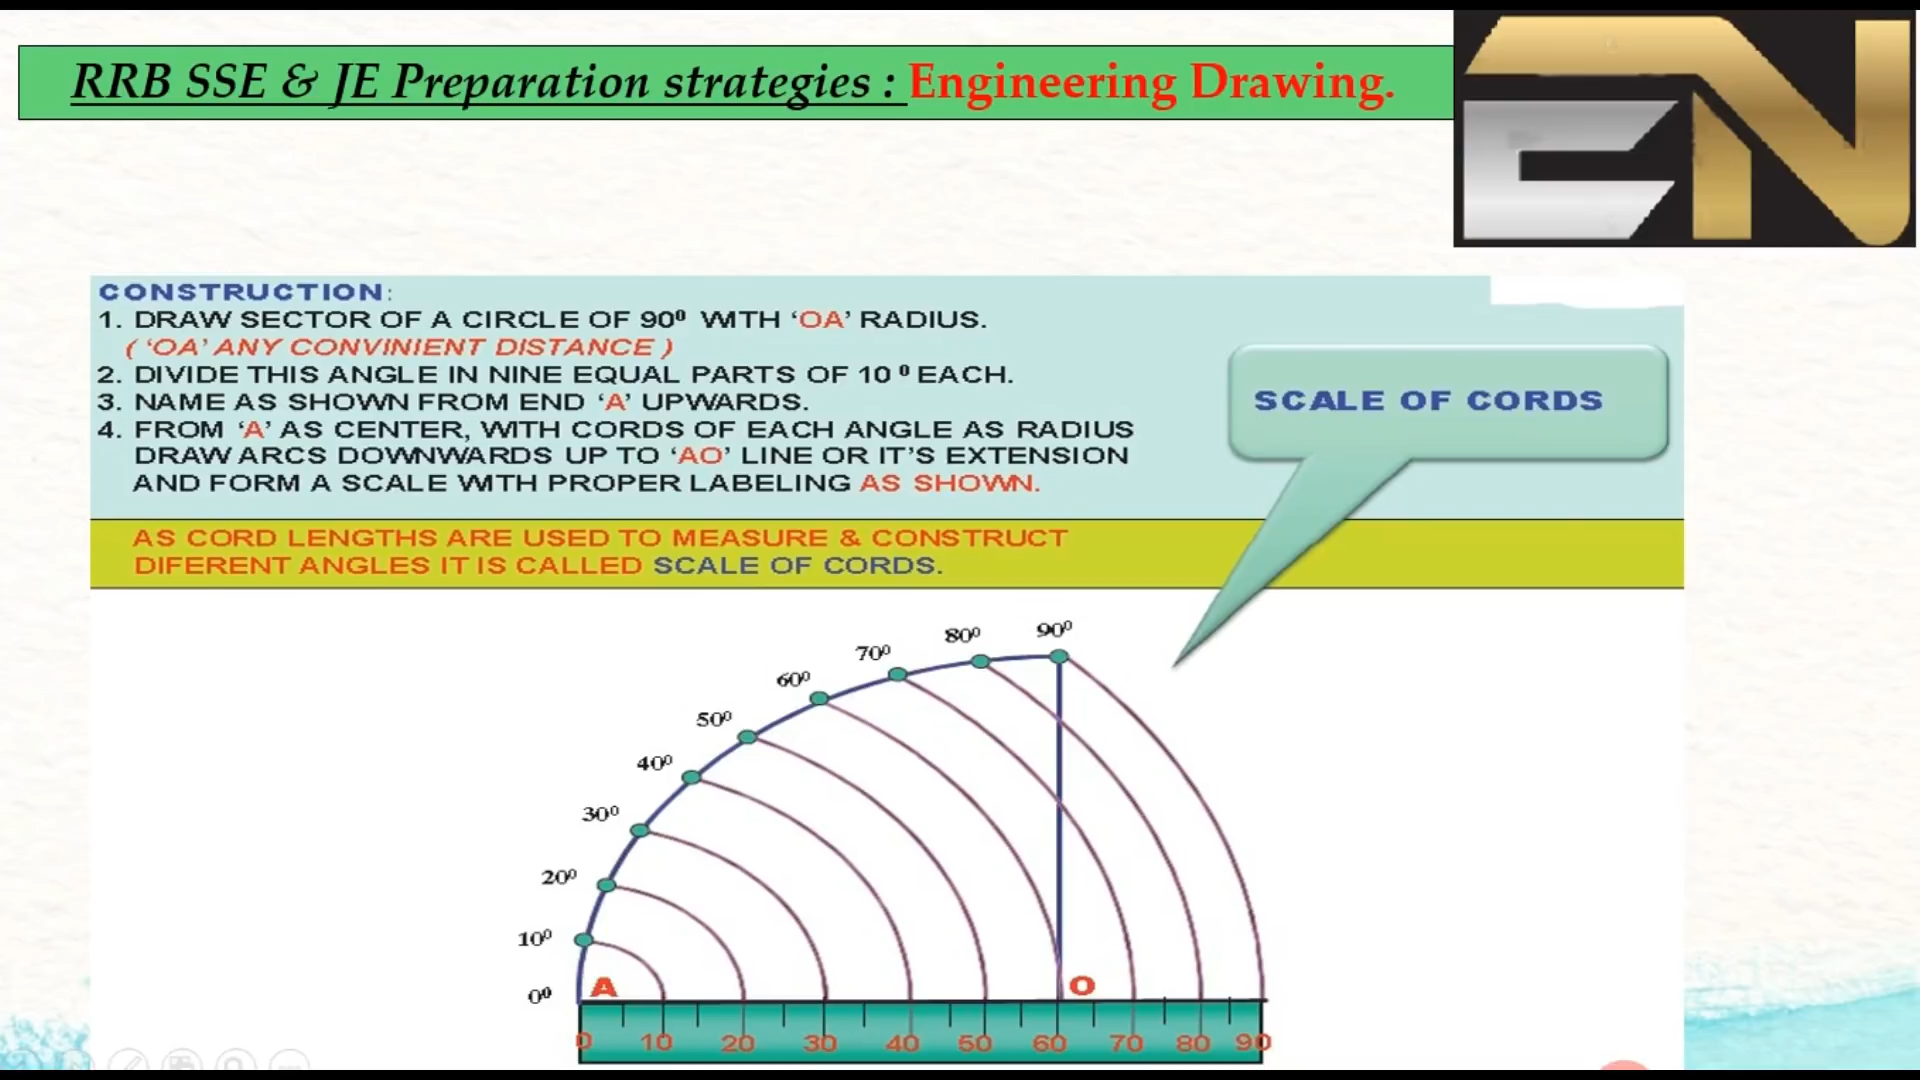 RRB SSE & JE Preparation strategies : Engineering Drawing.
EN
CONSTRUCTION:
1. DRAW SECTOR OF A CIRCLE OF 90⁰ WITH ‘OA’ RADIUS.
( ‘OA’ ANY CONVINIENT DISTANCE )
2. DIVIDE THIS ANGLE IN NINE EQUAL PARTS OF 10 ⁰ EACH.
3. NAME AS SHOWN FROM END ‘A’ UPWARDS.
4. FROM ‘A’ AS CENTER, WITH CORDS OF EACH ANGLE AS RADIUS
DRAW ARCS DOWNWARDS UP TO ‘AO’ LINE OR IT’S EXTENSION
AND FORM A SCALE WITH PROPER LABELING AS SHOWN.
SCALE OF CORDS
AS CORD LENGTHS ARE USED TO MEASURE & CONSTRUCT
DIFERENT ANGLES IT IS CALLED SCALE OF CORDS.
90⁰
80⁰
70⁰
60⁰
50⁰
40⁰
30⁰
20⁰
10⁰
0⁰
A
O
0 10 20 30 40 50 60 70 80 90